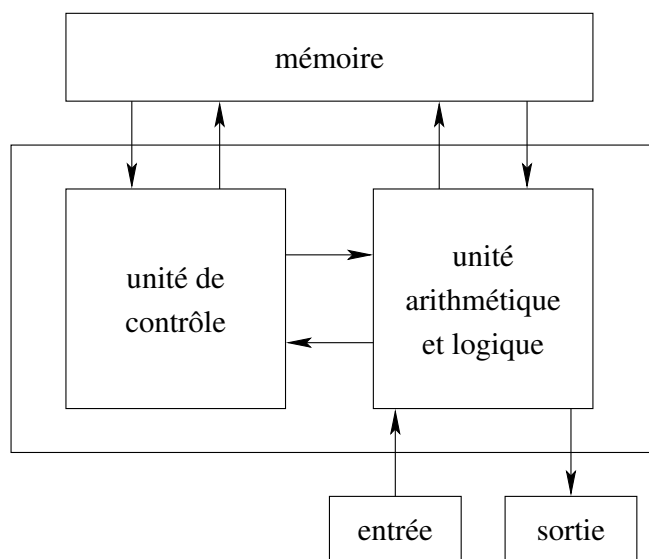 mémoire
unité de
contrôle
unité
arithmétique
et logique
entrée
sortie